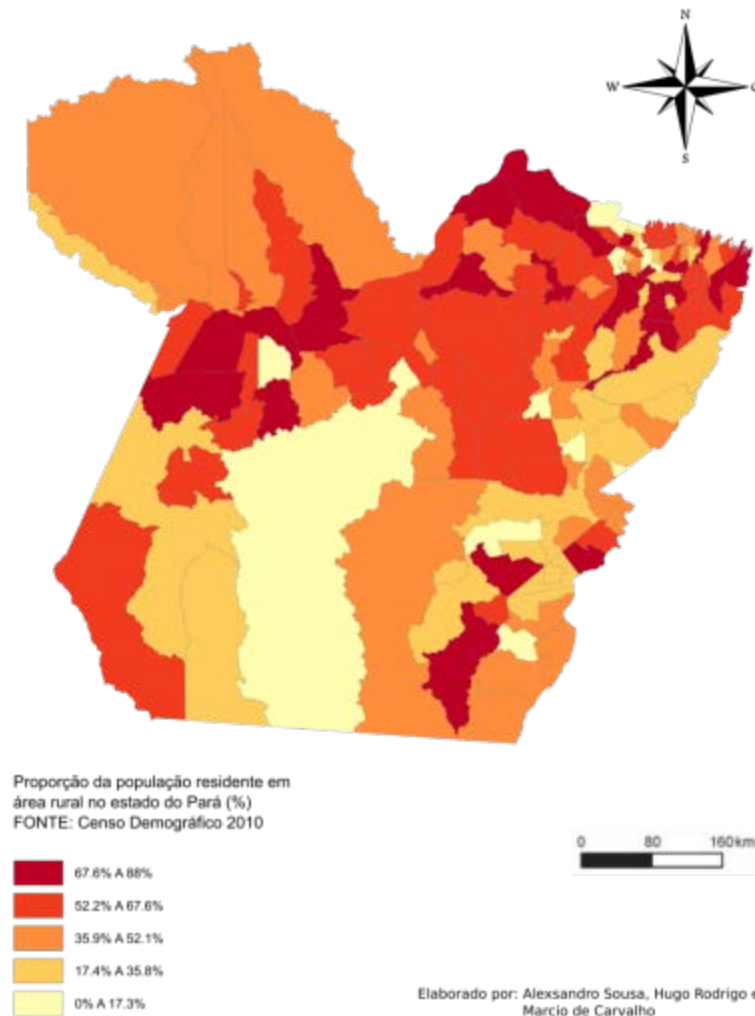 N
W
S
Proporção da população residente em
área rural no estado do Pará (%)
FONTE: Censo Demográfico 2010
0 80 160 km
67.6% A 88%
52.2% A 67.6%
35.9% A 52.1%
17.4% A 35.8%
0% A 17.3%
Elaborado por: Alexsandro Sousa, Hugo Rodrigo e
Marcio de Carvalho